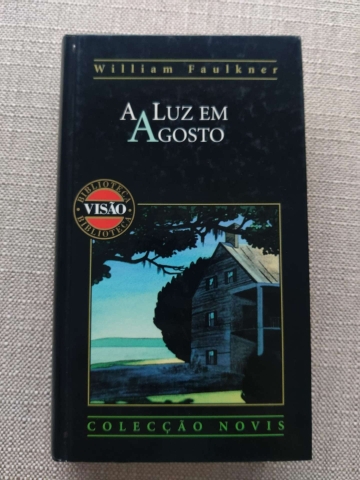 William Faulkner
A LUZ EM
AGOSTO
BIBLIOTECA
VISÃO
BIBLIOTECA
COLECÇÃO NOVIS